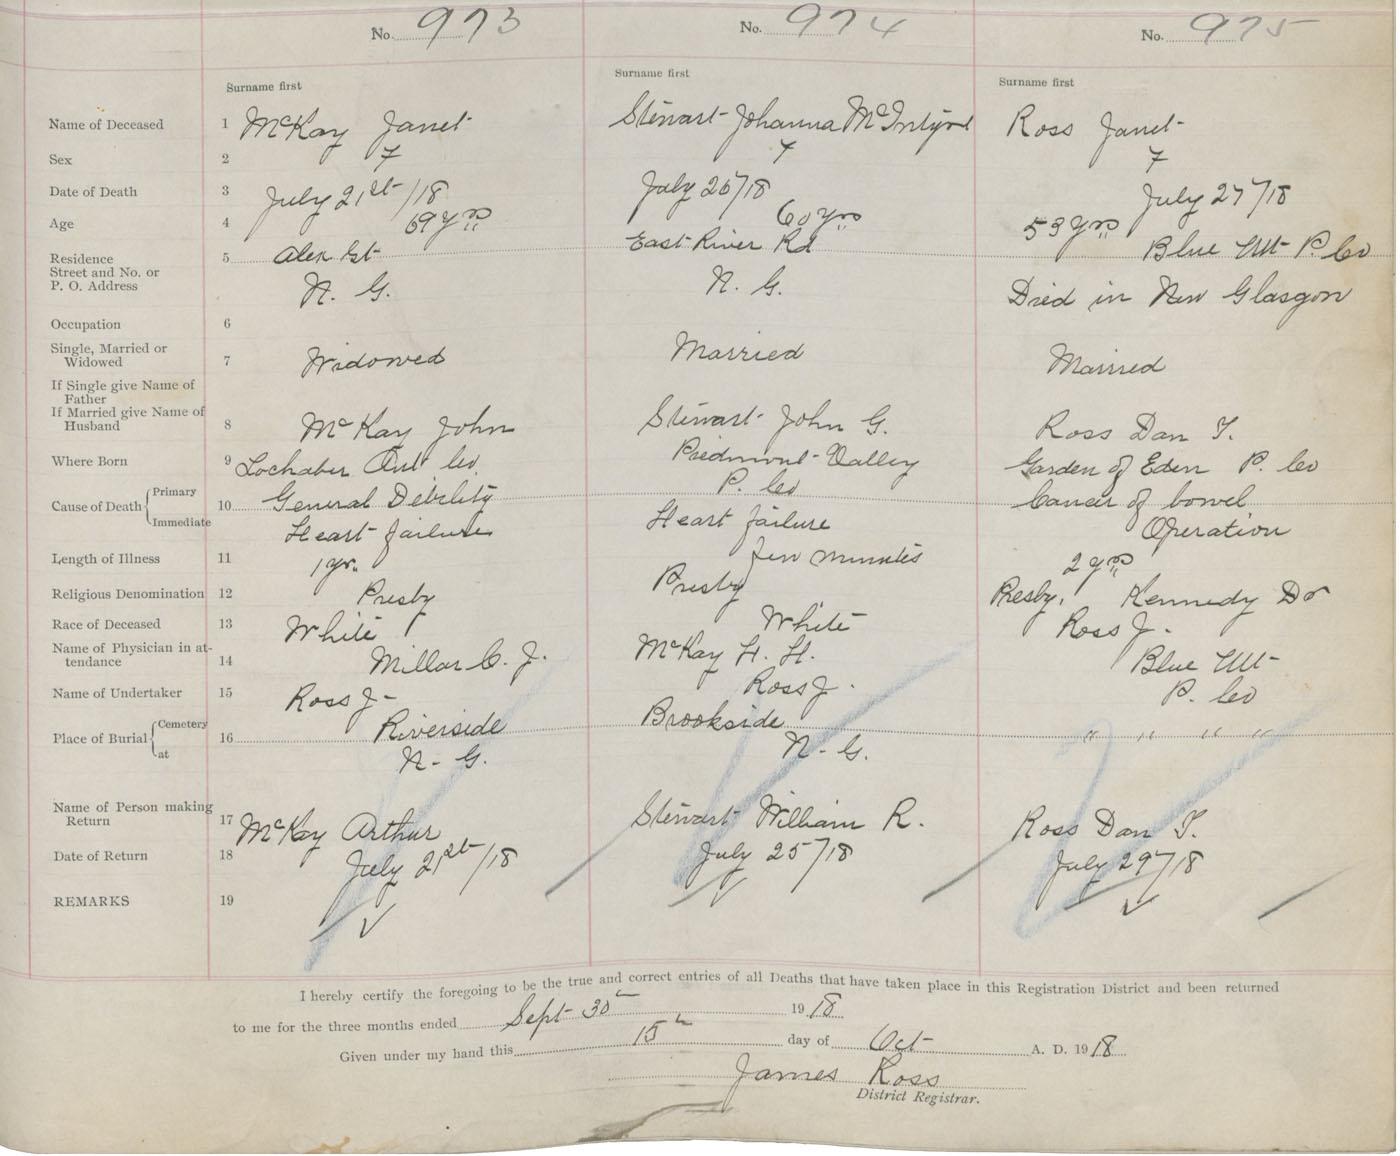 No. 973 No. 974 No. 975
Surname first Surname first Surname first
Name of Deceased 1 McKay Janet Stewart Johanna McIntyre Ross Janet
Sex 2 F F F
Date of Death 3 July 21st/18 July 26/18 July 27/18
Age 4 69 yrs 60 yrs 53 yrs
Residence 5 Alex St East River Rd Blue Mt P. Co
Street and No. or
P. O. Address N. G. N. G. Died in New Glasgow
Occupation 6
Single, Married or
Widowed 7 Widowed Married Married
If Single give Name of
Father
If Married give Name of
Husband 8 McKay John Stewart John G. Ross Dan T.
Where Born 9 Lochaber Ant Co. Piedmont Valley Garden of Eden P. Co
P. Co
Cause of Death Primary 10 General Debility Cancer of bowel
Immediate Heart failure Heart failure Operation
Length of Illness 11 1 yr. few minutes 2 yrs
Religious Denomination 12 Presby Presby Presby. Kennedy Dr
Race of Deceased 13 White White Ross J.
Name of Physician in at-
tendance 14 Millar C. J. McKay H. H. Blue Mt
Name of Undertaker 15 Ross J Ross J. P. Co
Place of Burial Cemetery 16 Riverside Brookside " " " "
at N. G. N. G.
Name of Person making
Return 17 McKay Arthur Stewart William R. Ross Dan T.
Date of Return 18 July 21st/18 July 25/18 July 29/18
REMARKS 19
I hereby certify the foregoing to be the true and correct entries of all Deaths that have taken place in this Registration District and been returned
to me for the three months ended Sept 30th 1918
Given under my hand this 15th day of Oct A. D. 1918
James Ross
District Registrar.